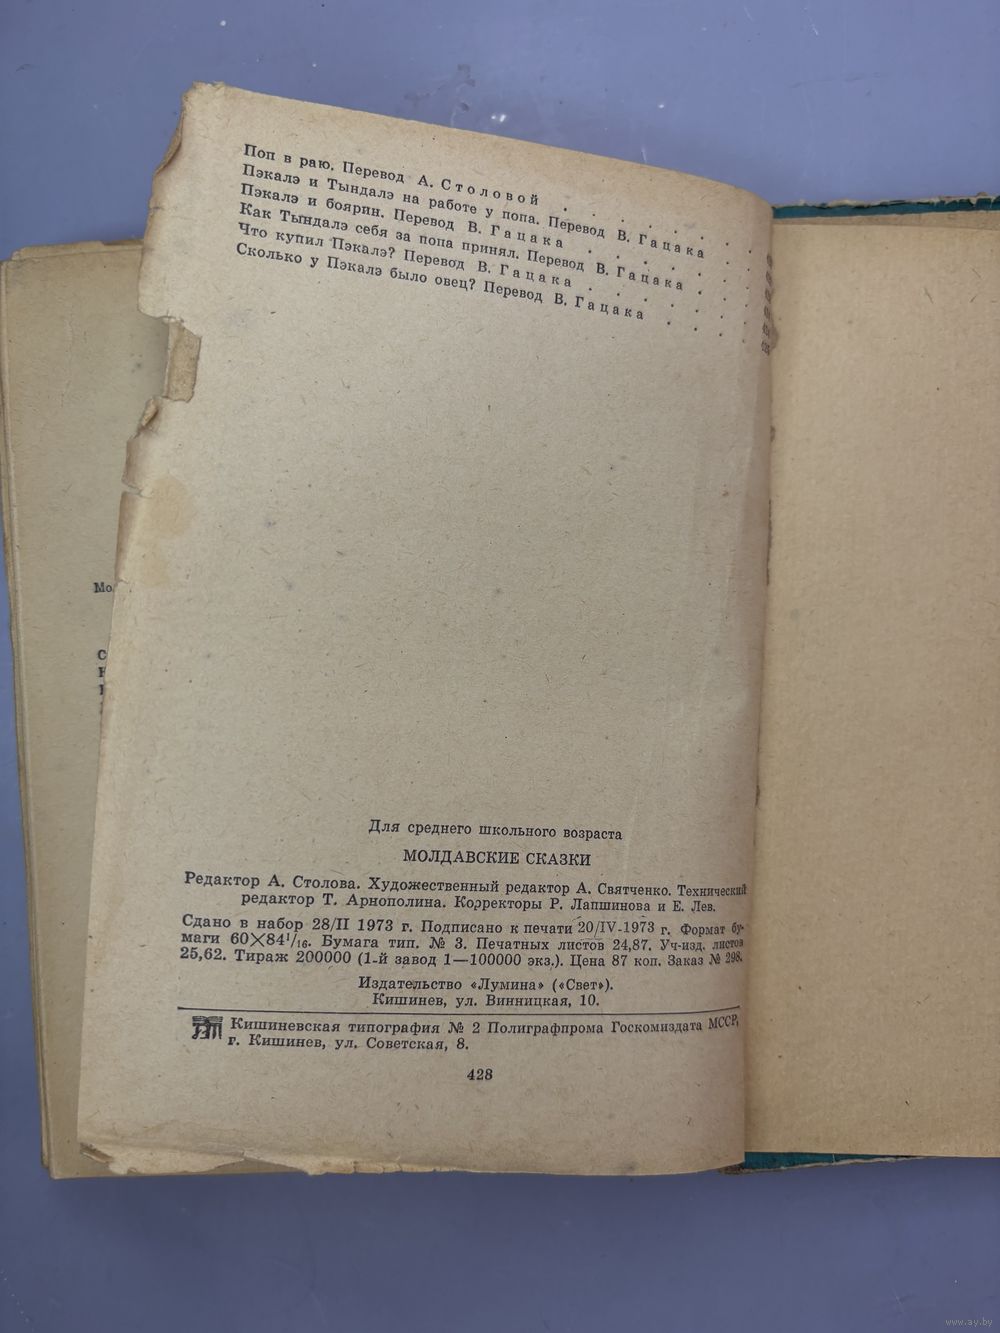 Поп в раю. Перевод А. Столовой . . . . . . . .
Пэкалэ и Тындалэ на работе у попа. Перевод В. Гацака . .
Пэкалэ и боярин. Перевод В. Гацака . . . . . .
Как Тындалэ себя за попа принял. Перевод В. Гацака . . .
Что купил Пэкалэ? Перевод В. Гацака . . . . . .
Сколько у Пэкалэ было овец? Перевод В. Гацака . . . .
Для среднего школьного возраста
МОЛДАВСКИЕ СКАЗКИ
Редактор А. Столова. Художественный редактор А. Святченко. Технический
редактор Т. Арнополина. Корректоры Р. Лапшинова и Е. Лев.
Сдано в набор 28/II 1973 г. Подписано к печати 20/IV-1973 г. Формат бу-
маги 60×84¹/₁₆. Бумага тип. № 3. Печатных листов 24,87. Уч-изд. листов
25,62. Тираж 200000 (1-й завод 1—100000 экз.). Цена 87 коп. Заказ № 298.
Издательство «Лумина» («Свет»).
Кишинев, ул. Винницкая, 10.
Кишиневская типография № 2 Полиграфпрома Госкомиздата МССР,
г. Кишинев, ул. Советская, 8.
428
www.ay.by